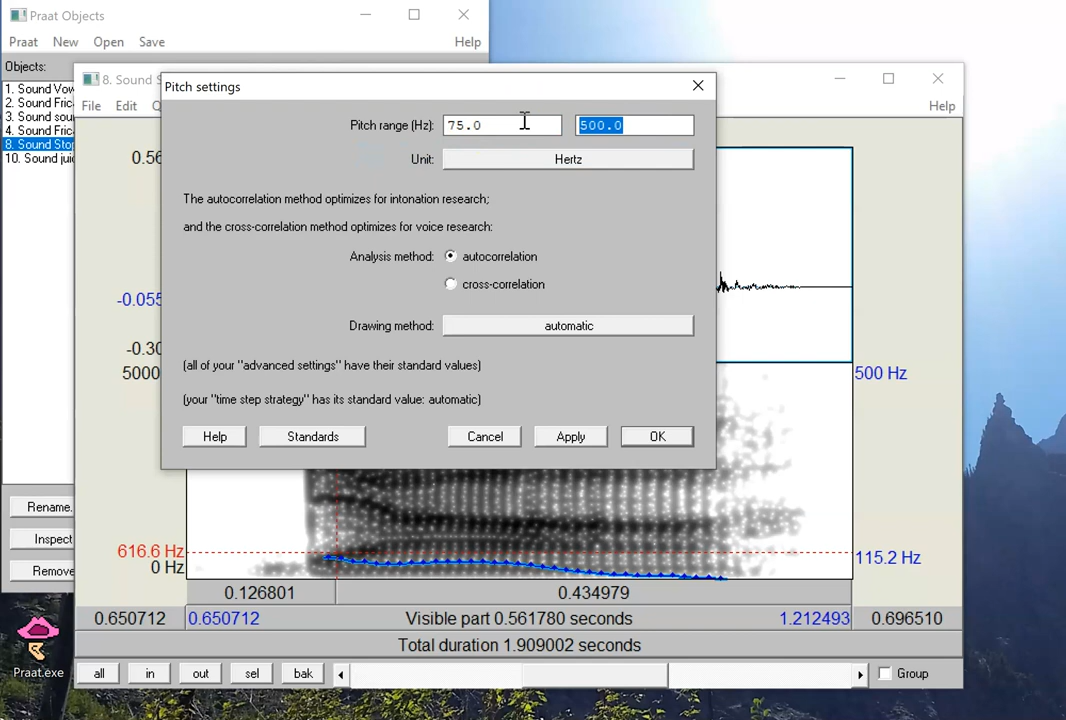 Praat Objects
Praat New Open Save Help
Objects:
1. Sound Vow
2. Sound Fric
3. Sound sou
4. Sound Fric
8. Sound Stop
10. Sound jui
Rename.
Inspect
Remove
Praat.exe
8. Sound S
File Edit Help
Pitch settings
Pitch range (Hz): 75.0 500.0
Unit: Hertz
The autocorrelation method optimizes for intonation research;
and the cross-correlation method optimizes for voice research:
Analysis method: autocorrelation
cross-correlation
Drawing method: automatic
(all of your "advanced settings" have their standard values)
(your "time step strategy" has its standard value: automatic)
Help Standards Cancel Apply OK
0.56
-0.055
-0.30
5000
500 Hz
616.6 Hz
0 Hz
115.2 Hz
0.126801 0.434979
0.650712 0.650712 Visible part 0.561780 seconds 1.212493 0.696510
Total duration 1.909002 seconds
all in out sel bak Group